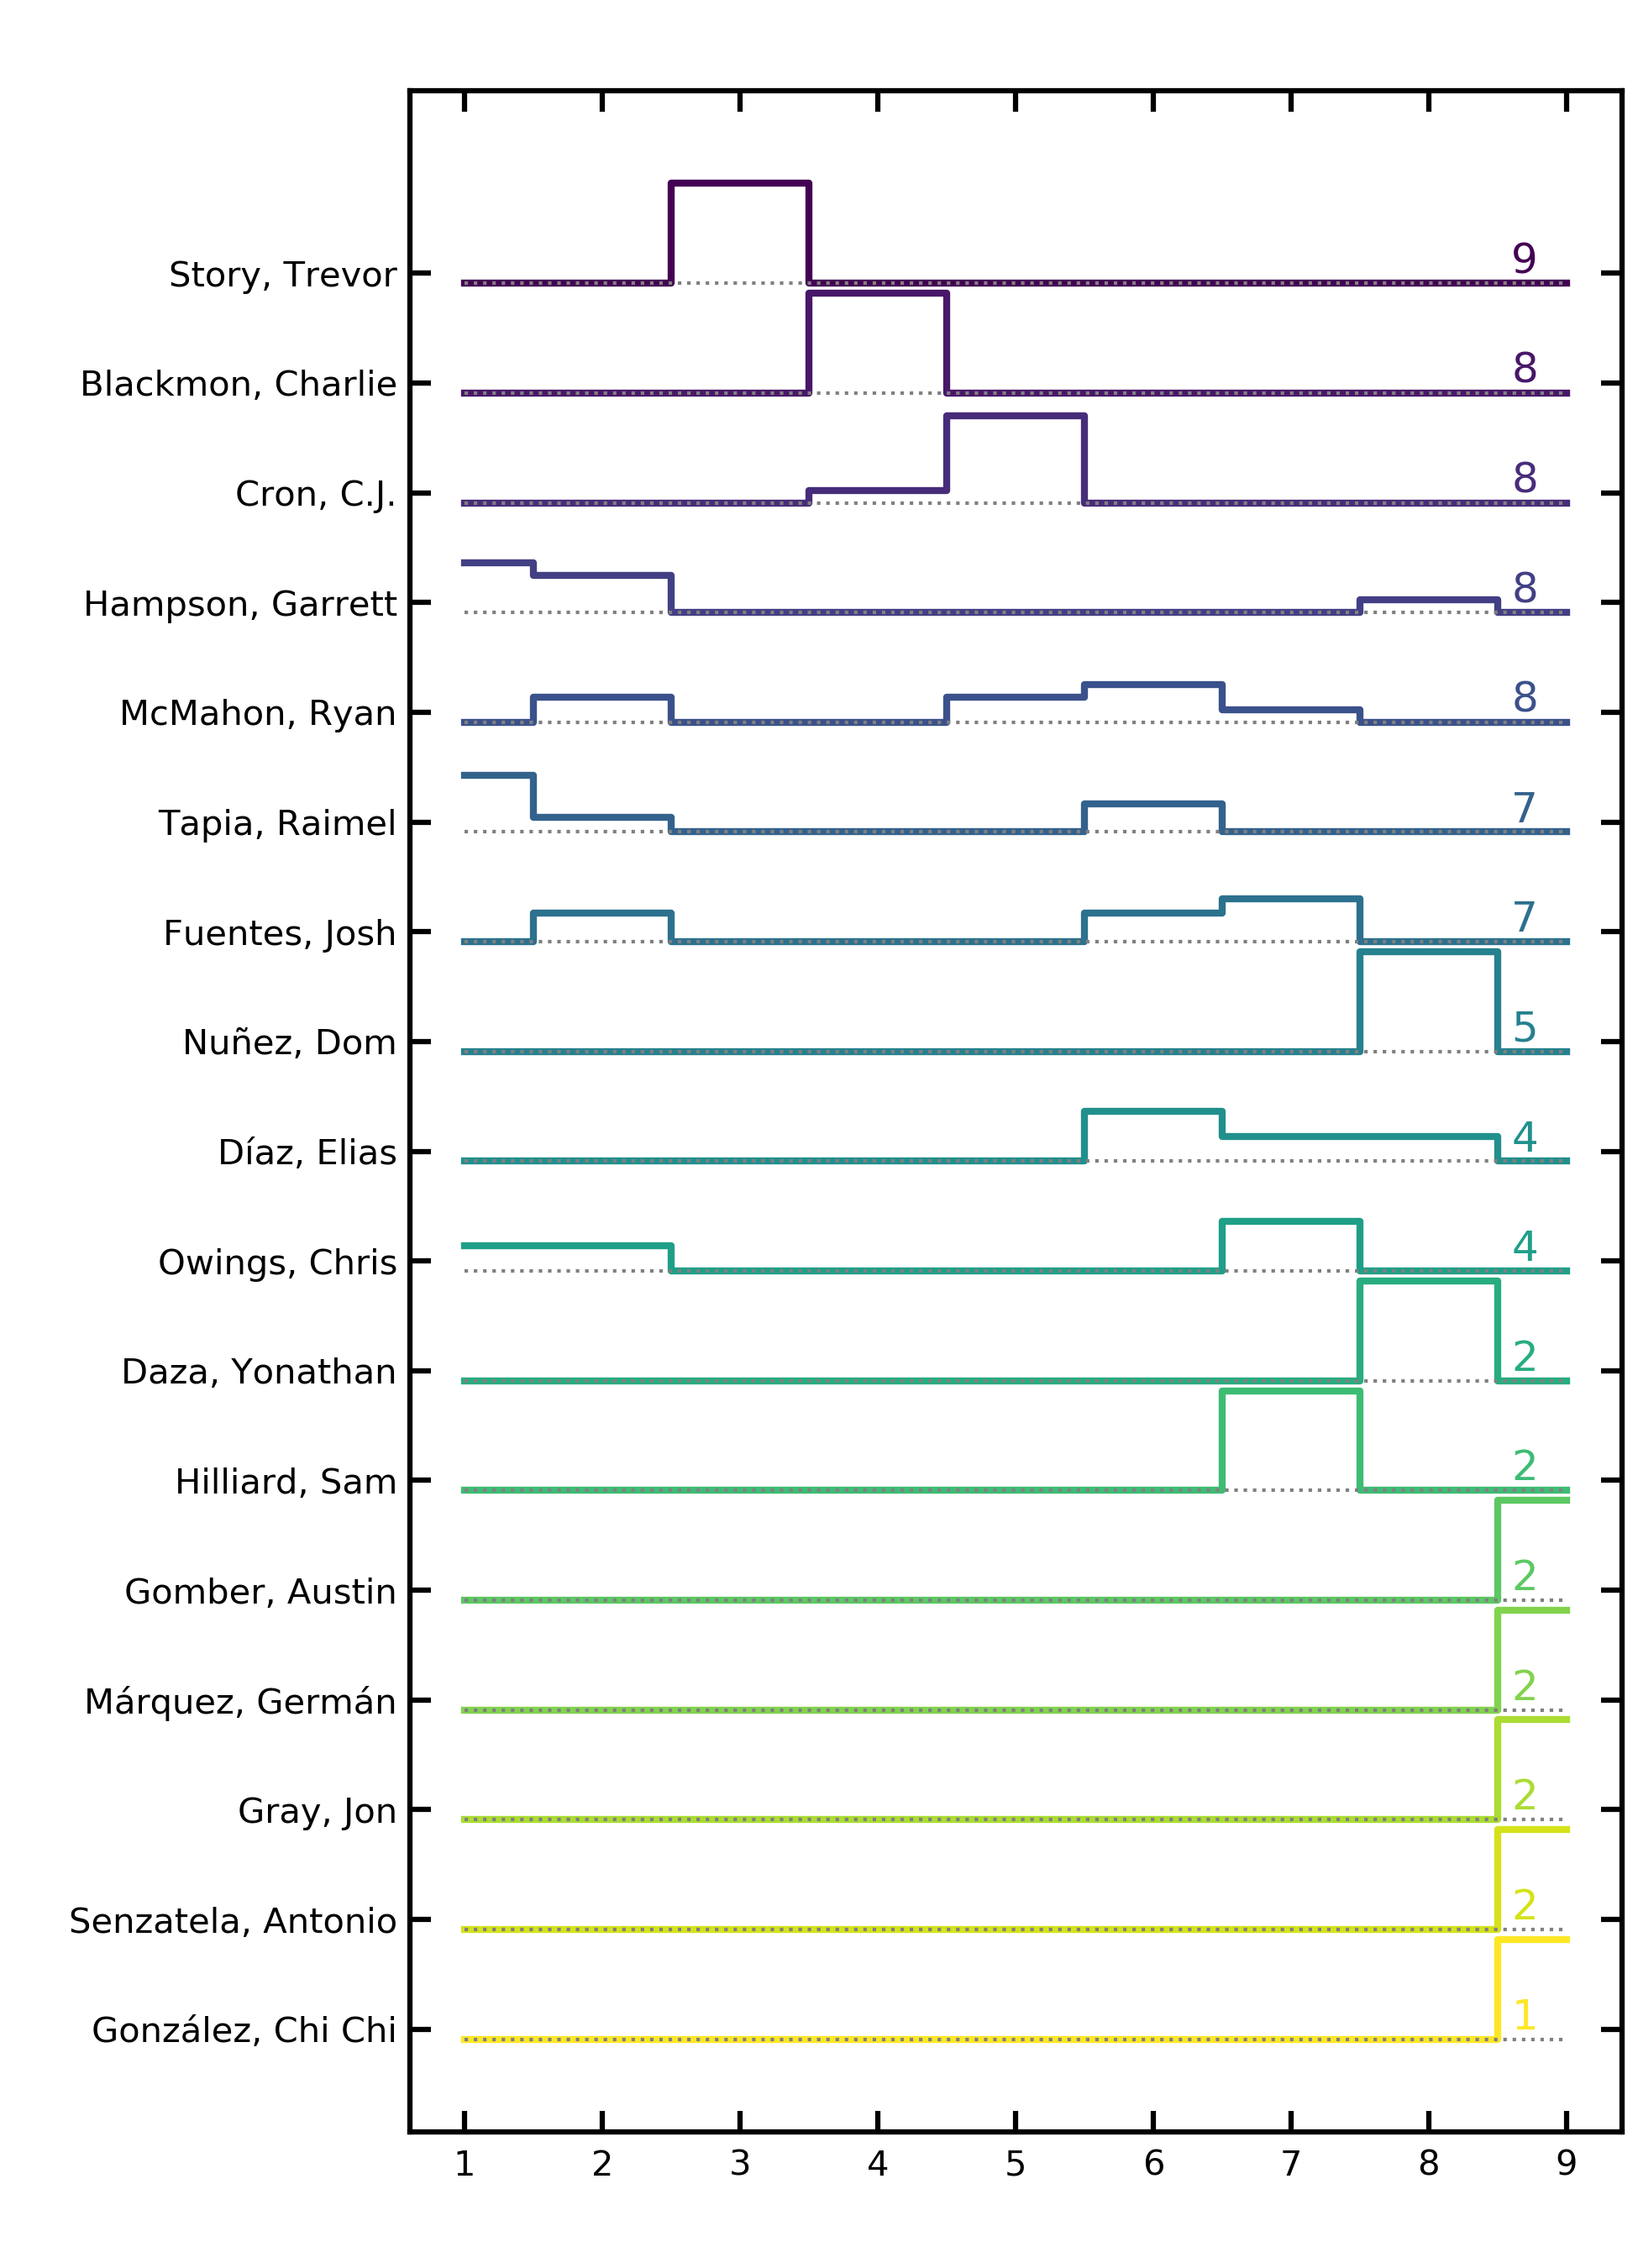 Story, Trevor 9
Blackmon, Charlie 8
Cron, C.J. 8
Hampson, Garrett 8
McMahon, Ryan 8
Tapia, Raimel 7
Fuentes, Josh 7
Nuñez, Dom 5
Díaz, Elias 4
Owings, Chris 4
Daza, Yonathan 2
Hilliard, Sam 2
Gomber, Austin 2
Márquez, Germán 2
Gray, Jon 2
Senzatela, Antonio 2
González, Chi Chi 1
1 2 3 4 5 6 7 8 9